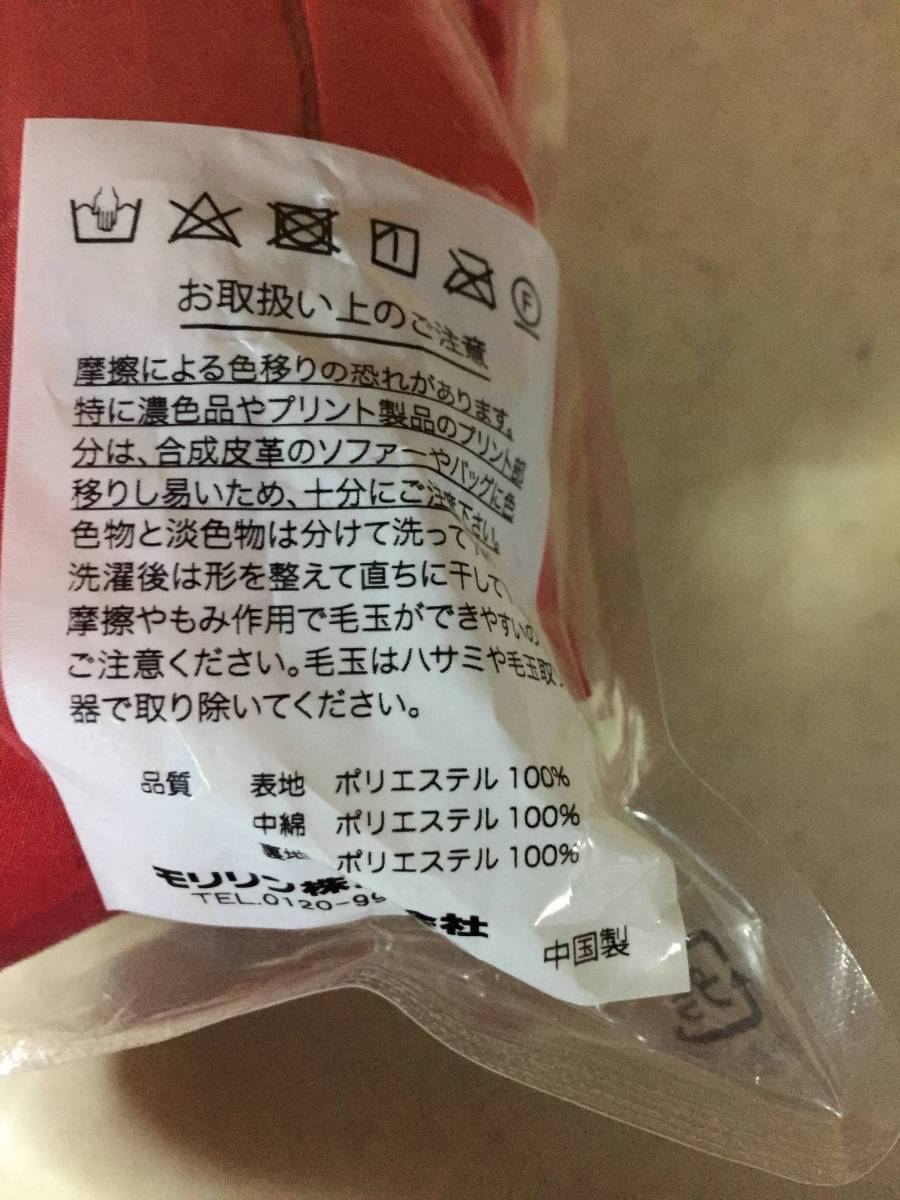 F
お取扱い上のご注意
摩擦による色移りの恐れがあります。
特に濃色品やプリント製品のプリント部
分は、合成皮革のソファーやバッグに色
移りし易いため、十分にご注意下さい。
色物と淡色物は分けて洗って
洗濯後は形を整えて直ちに干して
摩擦やもみ作用で毛玉ができやすいの
ご注意ください。毛玉はハサミや毛玉取
器で取り除いてください。
品質 表地 ポリエステル 100%
中綿 ポリエステル 100%
裏地 ポリエステル 100%
モリリン株 会社
TEL.0120-99
中国製
プラ